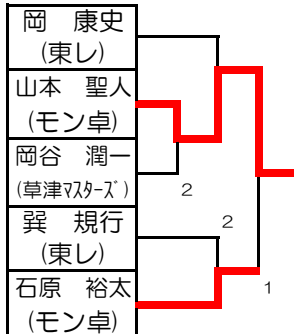 岡　康史
(東レ)
山本　聖人
(モン卓)
岡谷　潤一
(草津ﾏｽﾀｰｽﾞ)
2
巽　規行
(東レ)
2
石原　裕太
(モン卓)
1